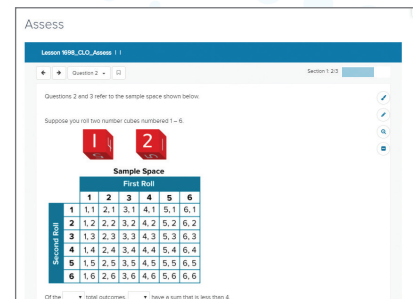 Assess
Lesson 1698_CLO_Assess | |
Question 2
Section 1: 2/3
Questions 2 and 3 refer to the sample space shown below.
Suppose you roll two number cubes numbered 1 – 6.
1 2
Sample Space
First Roll
1 2 3 4 5 6
Second Roll
1 1, 1 2, 1 3, 1 4, 1 5, 1 6, 1
2 1, 2 2, 2 3, 2 4, 2 5, 2 6, 2
3 1, 3 2, 3 3, 3 4, 3 5, 3 6, 3
4 1, 4 2, 4 3, 4 4, 4 5, 4 6, 4
5 1, 5 2, 5 3, 5 4, 5 5, 5 6, 5
6 1, 6 2, 6 3, 6 4, 6 5, 6 6, 6
Of the total outcomes, have a sum that is less than 4.